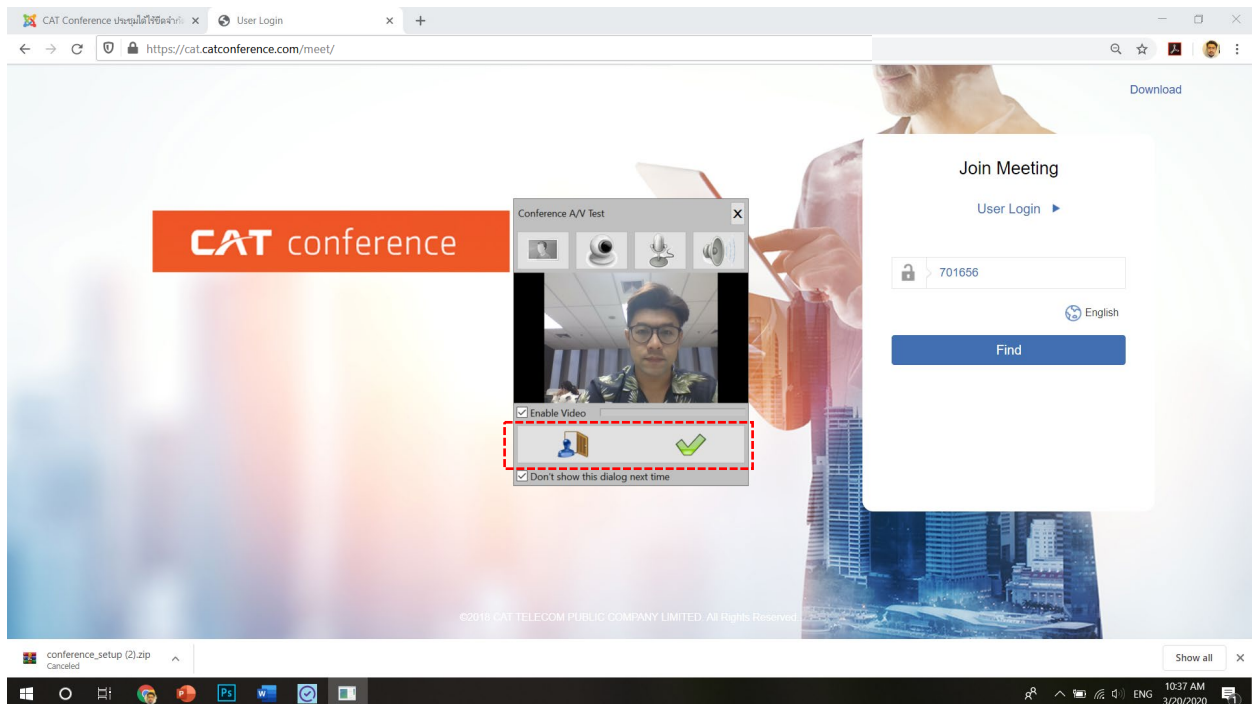 CAT Conference ประชุมได้ไร้ขีดจำกั
User Login
https://cat.catconference.com/meet/
Download
Join Meeting
User Login
CAT conference
Conference A/V Test
X
701656
English
Find
Enable Video
Don't show this dialog next time
©2018 CAT TELECOM PUBLIC COMPANY LIMITED. All Rights Reserved.
conference_setup (2).zip
Canceled
Show all
Ps
ENG
10:37 AM
3/20/2020
1